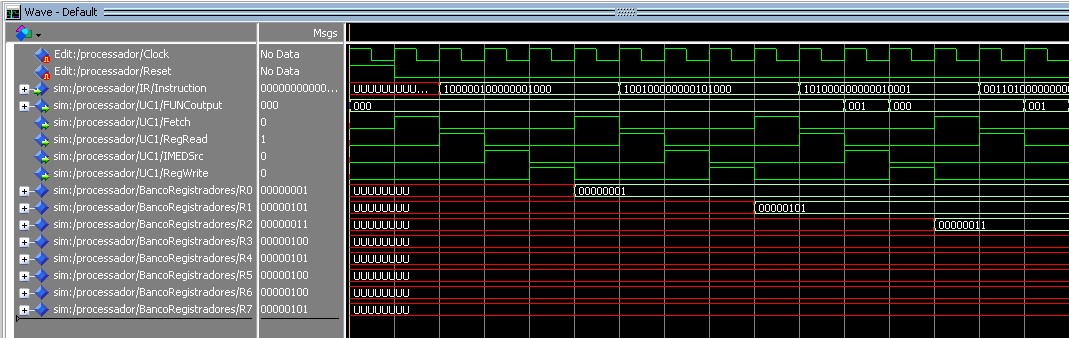 Wave - Default
Msgs
Edit:/processador/Clock No Data
Edit:/processador/Reset No Data
sim:/processador/IR/Instruction 00000000000... UUUUUUUUU... 100000100000001000 100100000000101000 101000000000010001
sim:/processador/UC1/FUNCoutput 000 000 001 000 001
sim:/processador/UC1/Fetch 0
sim:/processador/UC1/RegRead 1
sim:/processador/UC1/IMEDSrc 0
sim:/processador/UC1/RegWrite 0
sim:/processador/BancoRegistradores/R0 00000001 UUUUUUUU 00000001
sim:/processador/BancoRegistradores/R1 00000101 UUUUUUUU 00000101
sim:/processador/BancoRegistradores/R2 00000011 UUUUUUUU 00000011
sim:/processador/BancoRegistradores/R3 00000100 UUUUUUUU
sim:/processador/BancoRegistradores/R4 00000101 UUUUUUUU
sim:/processador/BancoRegistradores/R5 00000100 UUUUUUUU
sim:/processador/BancoRegistradores/R6 00000100 UUUUUUUU
sim:/processador/BancoRegistradores/R7 00000101 UUUUUUUU